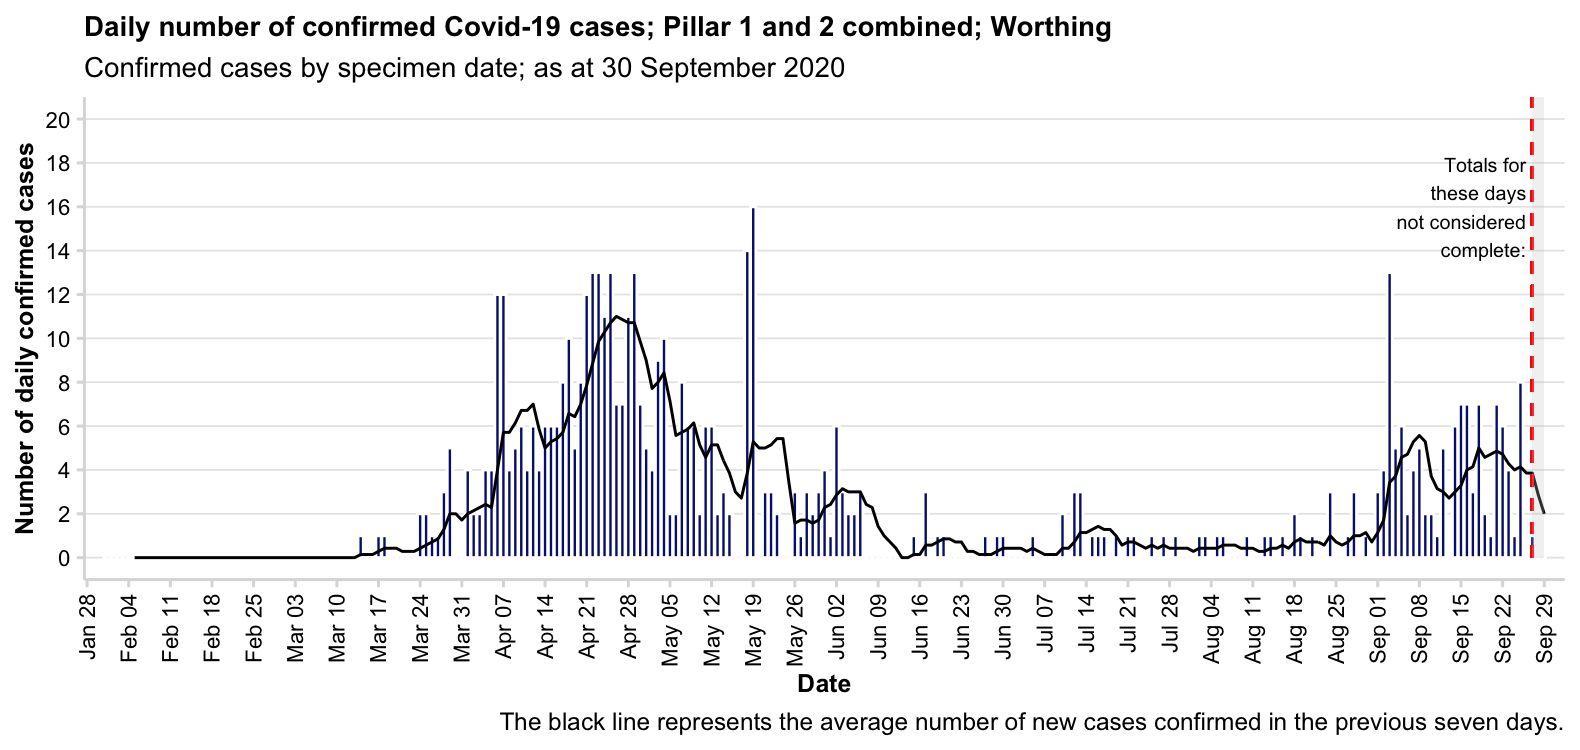 Daily number of confirmed Covid-19 cases; Pillar 1 and 2 combined; Worthing
Confirmed cases by specimen date; as at 30 September 2020
Number of daily confirmed cases
20
18
16
14
12
10
8
6
4
2
0
Totals for
these days
not considered
complete:
Jan 28
Feb 04
Feb 11
Feb 18
Feb 25
Mar 03
Mar 10
Mar 17
Mar 24
Mar 31
Apr 07
Apr 14
Apr 21
Apr 28
May 05
May 12
May 19
May 26
Jun 02
Jun 09
Jun 16
Jun 23
Jun 30
Jul 07
Jul 14
Jul 21
Jul 28
Aug 04
Aug 11
Aug 18
Aug 25
Sep 01
Sep 08
Sep 15
Sep 22
Sep 29
Date
The black line represents the average number of new cases confirmed in the previous seven days.